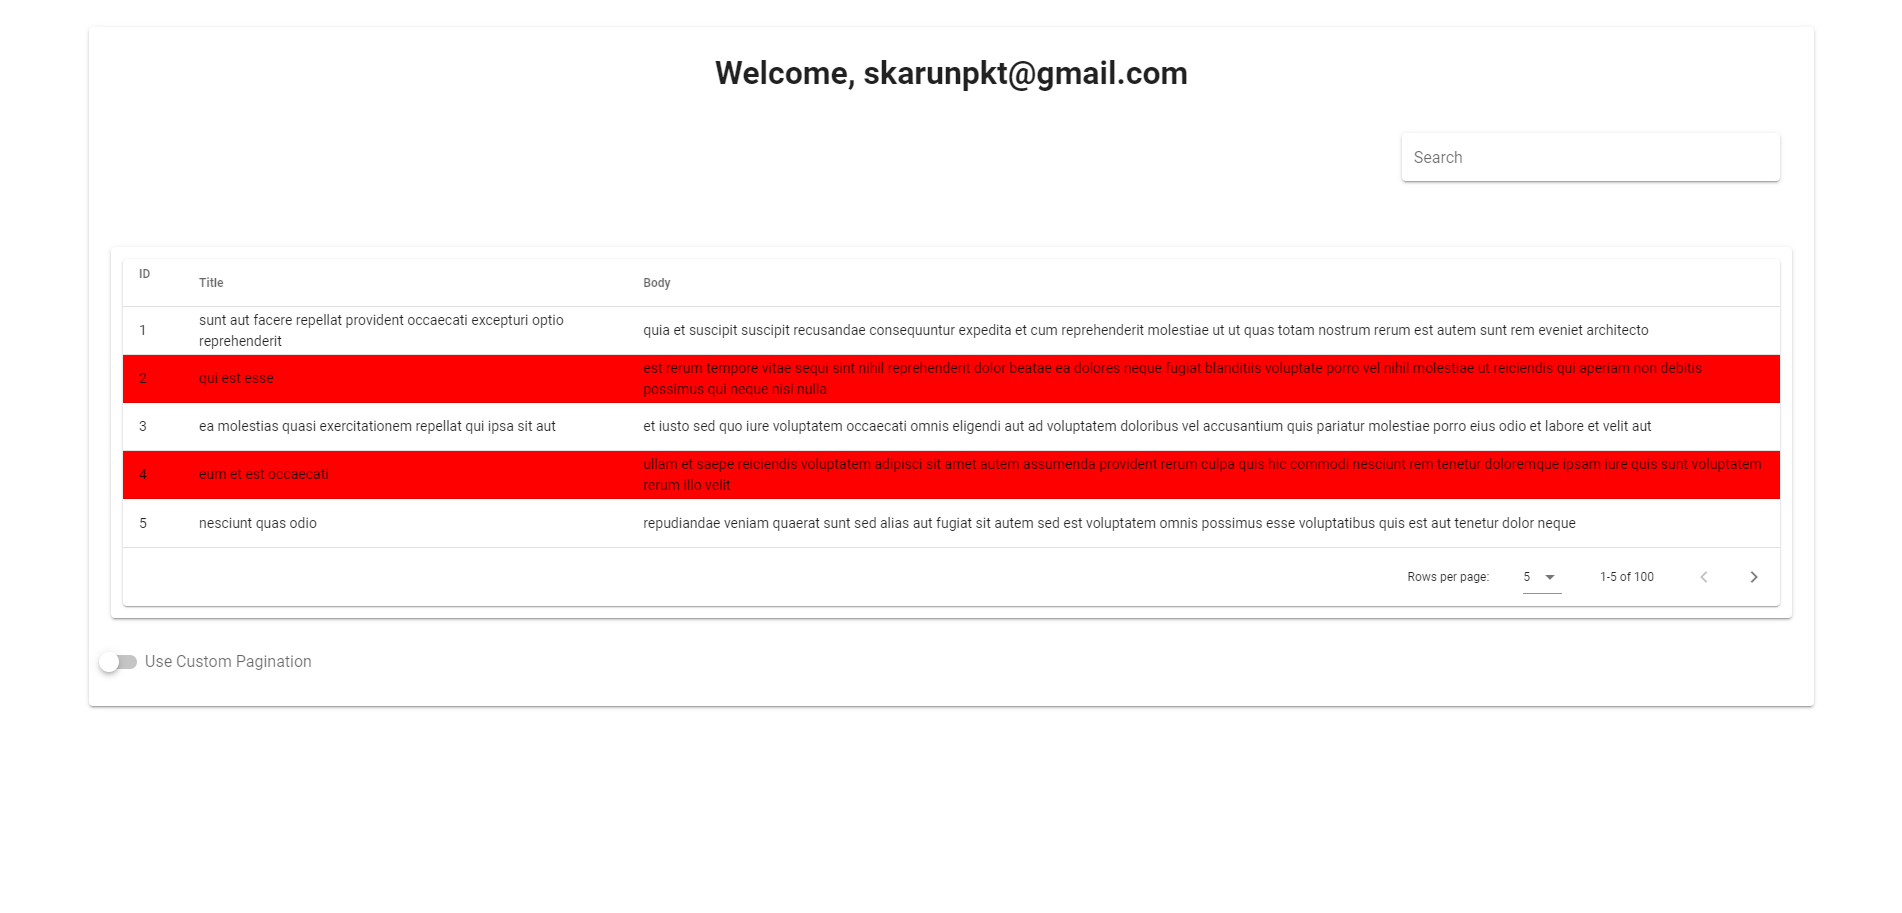 Welcome, skarunpkt@gmail.com
Search
ID Title Body
1 sunt aut facere repellat provident occaecati excepturi optio
reprehenderit
quia et suscipit suscipit recusandae consequuntur expedita et cum reprehenderit molestiae ut ut quas totam nostrum rerum est autem sunt rem eveniet architecto
2 qui est esse
est rerum tempore vitae sequi sint nihil reprehenderit dolor beatae ea dolores neque fugiat blanditiis voluptate porro vel nihil molestiae ut reiciendis qui aperiam non debitis
possimus qui neque nisi nulla
3 ea molestias quasi exercitationem repellat qui ipsa sit aut
et iusto sed quo iure voluptatem occaecati omnis eligendi aut ad voluptatem doloribus vel accusantium quis pariatur molestiae porro eius odio et labore et velit aut
4 eum et est occaecati
ullam et saepe reiciendis voluptatem adipisci sit amet autem assumenda provident rerum culpa quis hic commodi nesciunt rem tenetur doloremque ipsam iure quis sunt voluptatem
rerum illo velit
5 nesciunt quas odio
repudiandae veniam quaerat sunt sed alias aut fugiat sit autem sed est voluptatem omnis possimus esse voluptatibus quis est aut tenetur dolor neque
Rows per page: 5 1-5 of 100
Use Custom Pagination